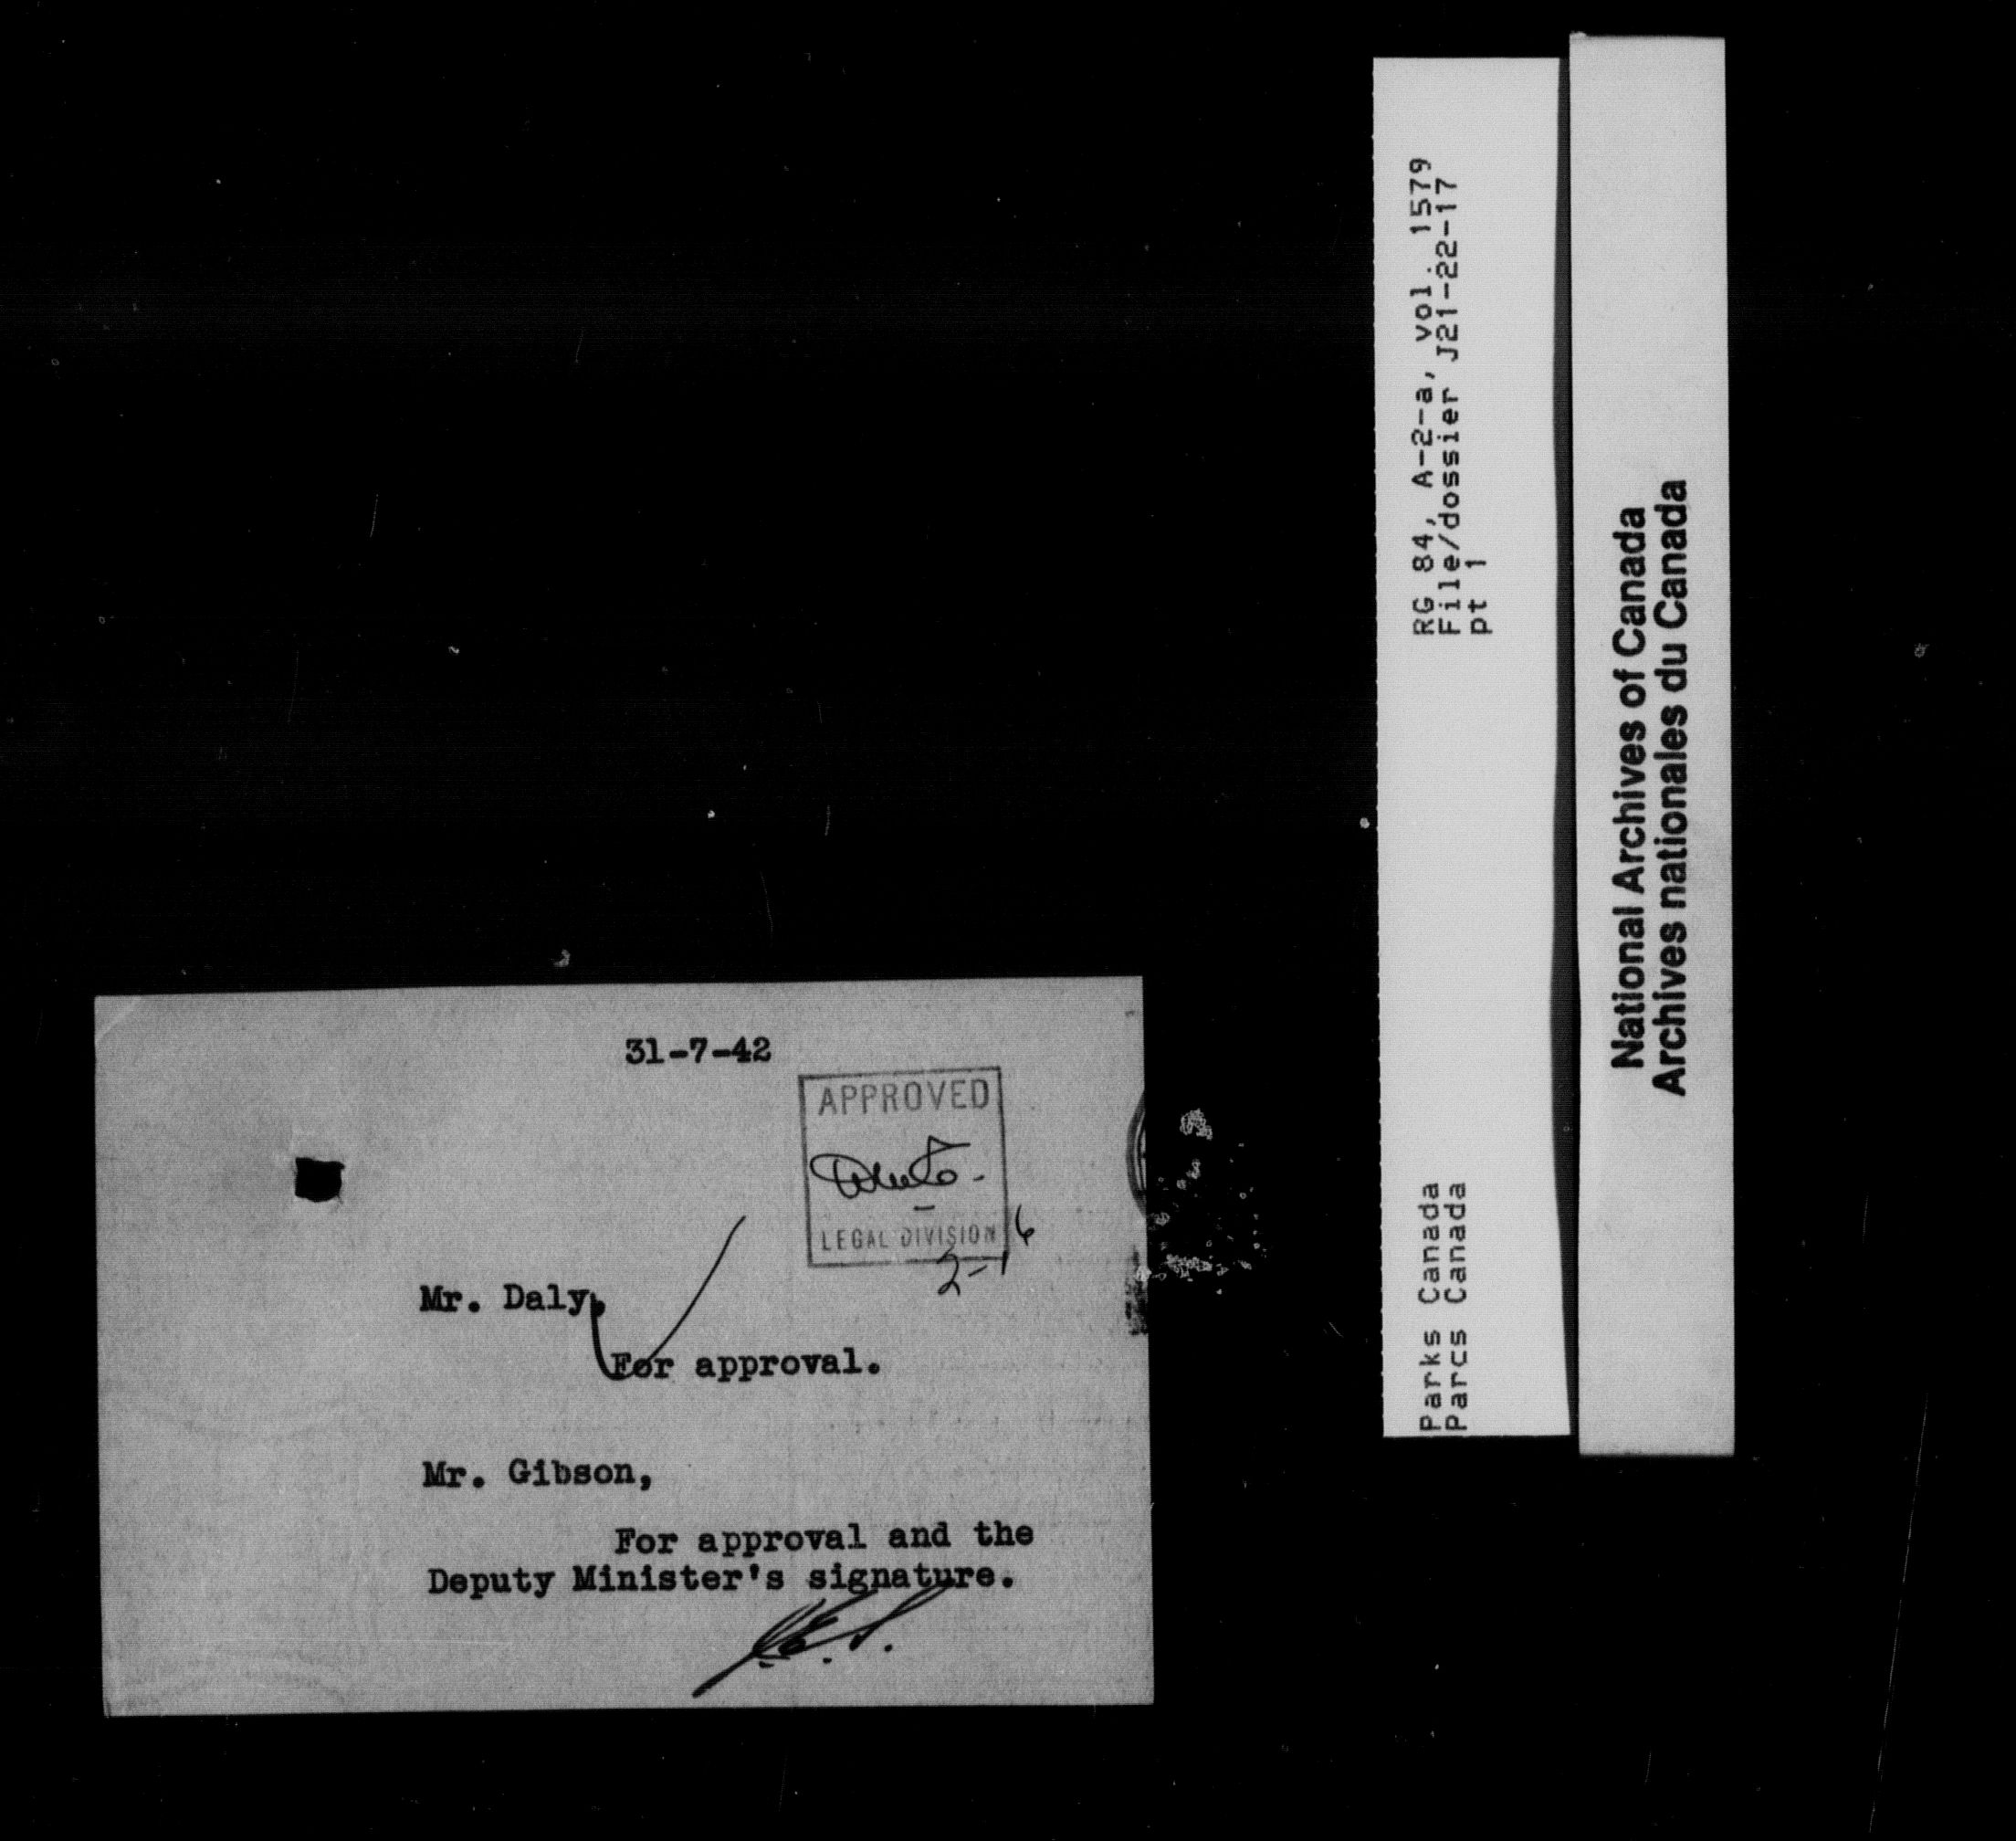 31-7-42
APPROVED
LEGAL DIVISION
Mr. Daly,
For approval.
Mr. Gibson,
For approval and the
Deputy Minister's signature.
RG 84, A-2-a, vol. 1579
File/dossier J21-22-17
pt 1
Parks Canada
Parcs Canada
National Archives of Canada
Archives nationales du Canada